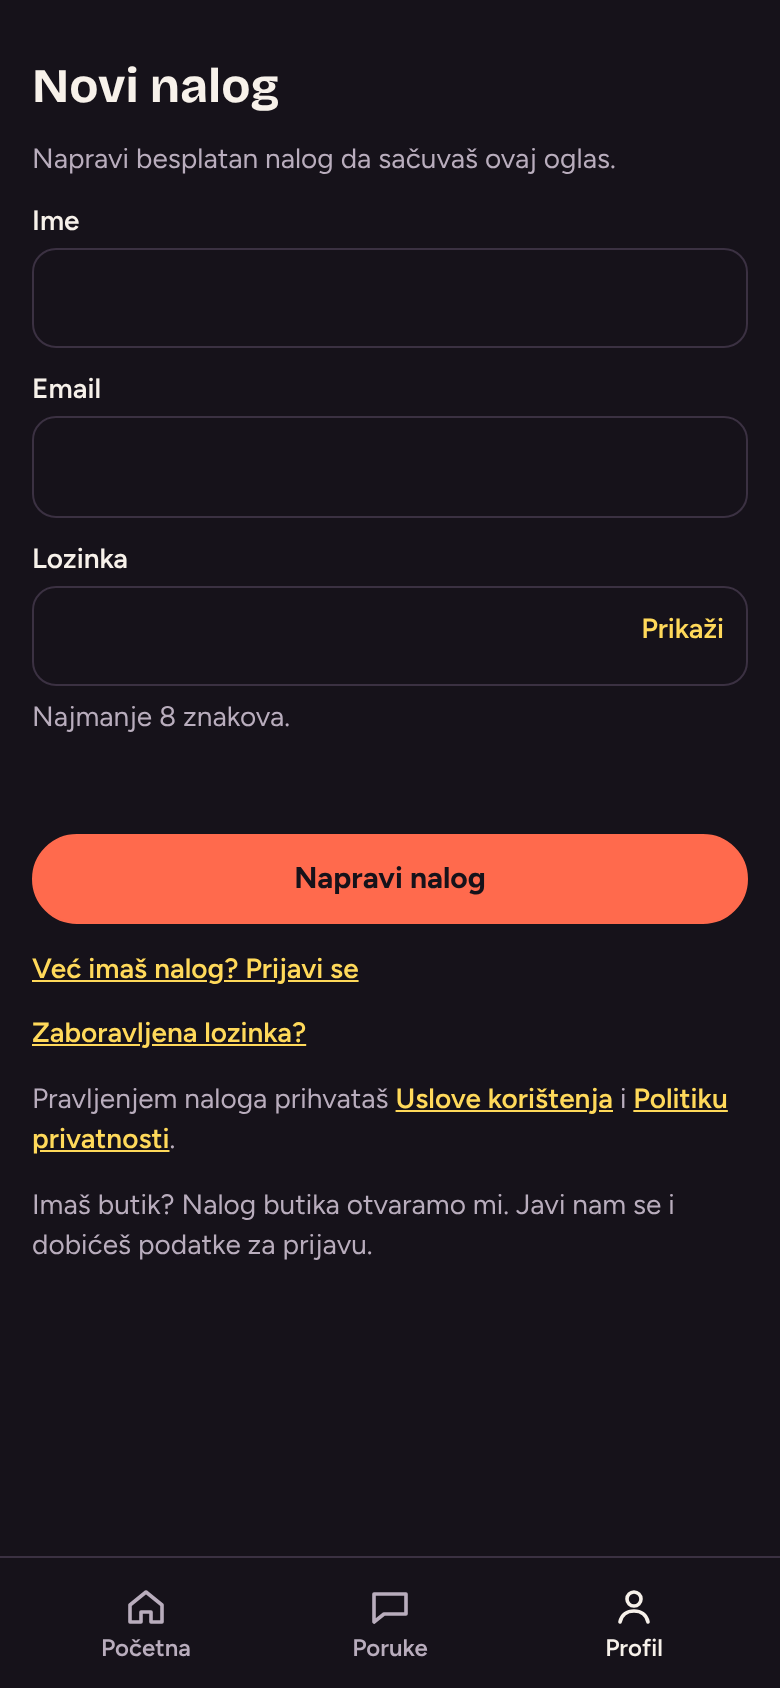 Novi nalog
Napravi besplatan nalog da sačuvaš ovaj oglas.
Ime
Email
Lozinka
Prikaži
Najmanje 8 znakova.
Napravi nalog
Već imaš nalog? Prijavi se
Zaboravljena lozinka?
Pravljenjem naloga prihvataš Uslove korištenja i Politiku
privatnosti.
Imaš butik? Nalog butika otvaramo mi. Javi nam se i
dobićeš podatke za prijavu.
Početna
Poruke
Profil